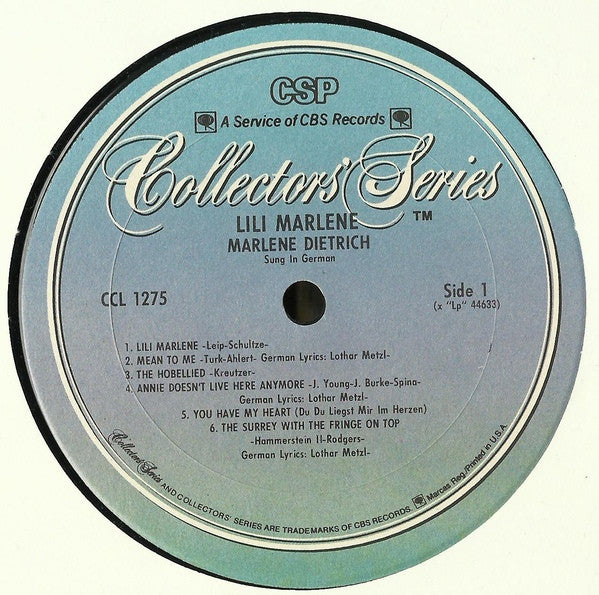 CSP
A Service of CBS Records
Collectors' Series
LILI MARLENE ™
MARLENE DIETRICH
Sung In German
CCL 1275
Side 1
(x "Lp" 44633)
1. LILI MARLENE -Leip-Schultze-
2. MEAN TO ME -Turk-Ahlert- German Lyrics: Lothar Metzl-
3. THE HOBELLIED -Kreutzer-
4. ANNIE DOESN'T LIVE HERE ANYMORE -J. Young-J. Burke-Spina-
German Lyrics: Lothar Metzl-
5. YOU HAVE MY HEART (Du Du Liegst Mir Im Herzen)
6. THE SURREY WITH THE FRINGE ON TOP
-Hammerstein II-Rodgers-
German Lyrics: Lothar Metzl-
Collectors' Series AND COLLECTORS' SERIES ARE TRADEMARKS OF CBS RECORDS. Marcas Reg./Printed in U.S.A.